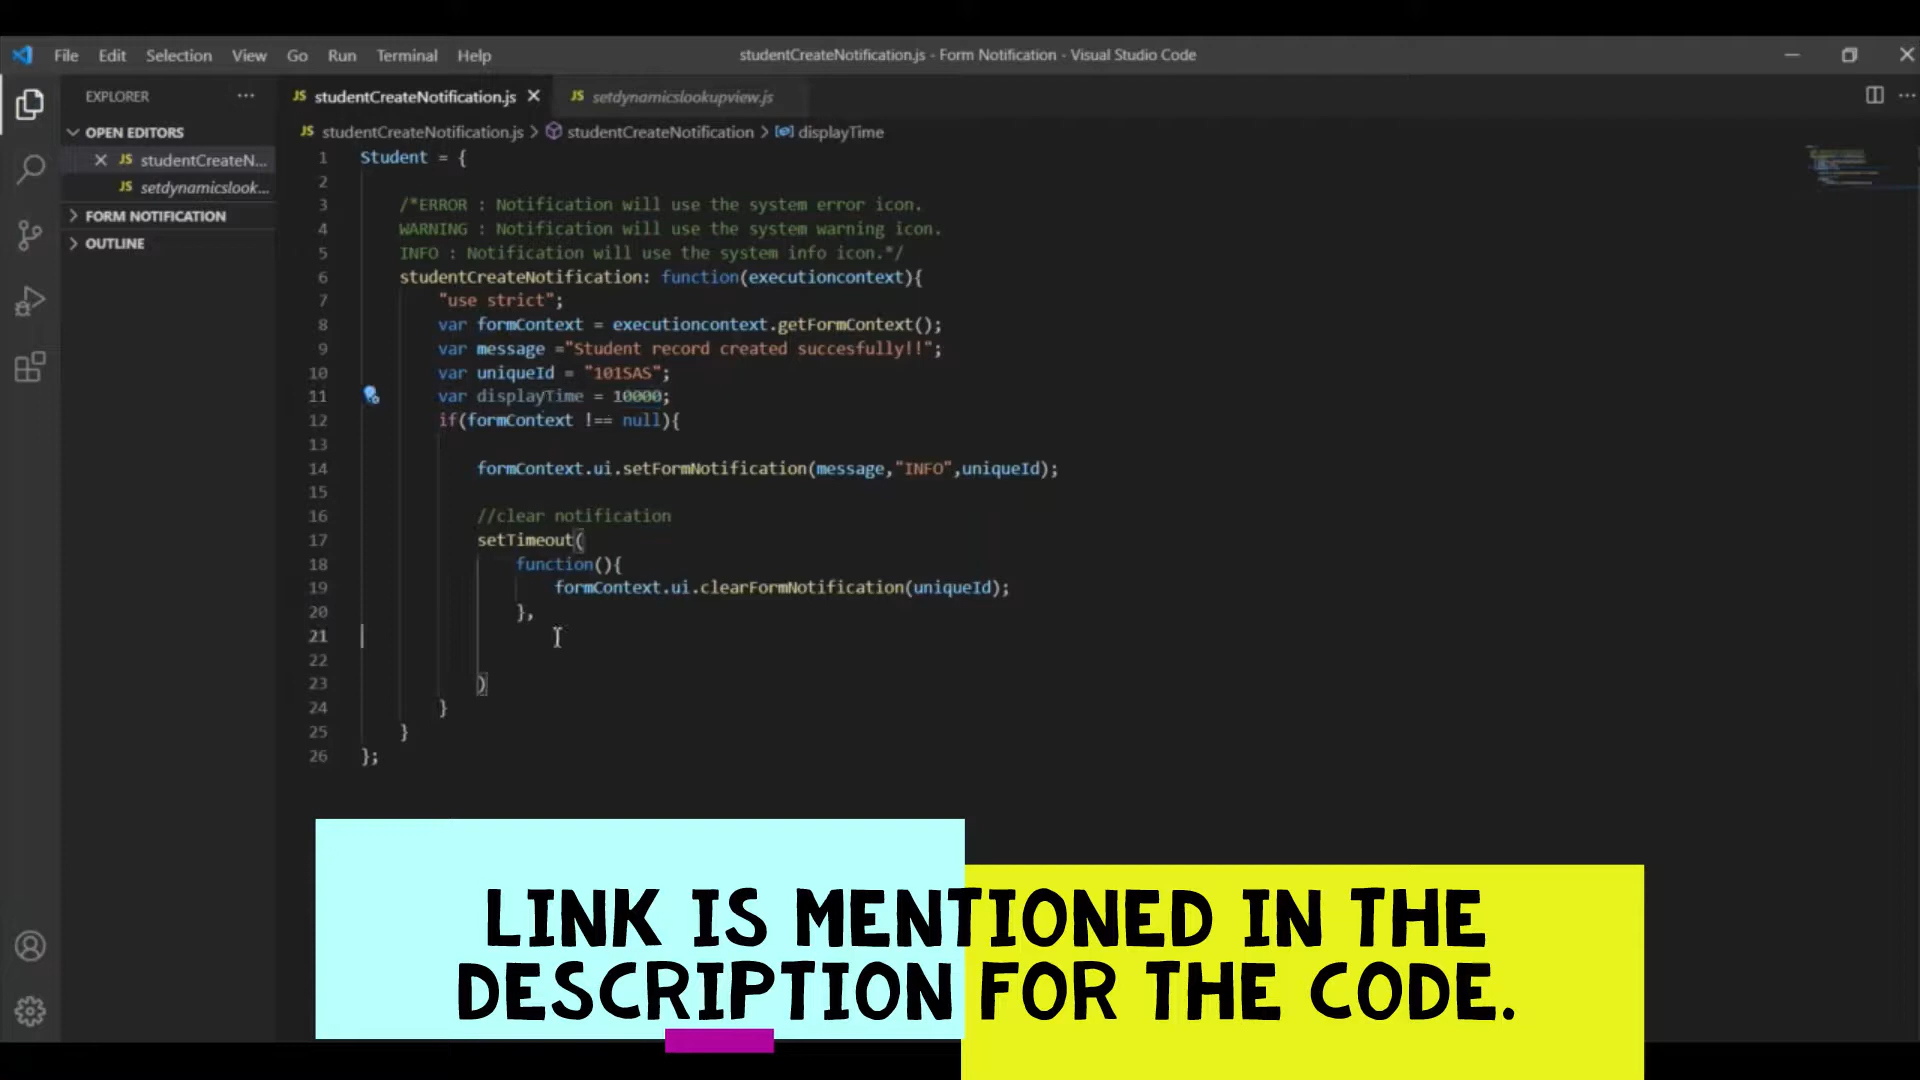 File Edit Selection View Go Run Terminal Help
studentCreateNotification.js - Form Notification - Visual Studio Code
EXPLORER
OPEN EDITORS
JS studentCreateN...
JS setdynamicslook...
FORM NOTIFICATION
OUTLINE
JS studentCreateNotification.js
JS setdynamicslookupview.js
JS studentCreateNotification.js > studentCreateNotification > displayTime
1 Student = {
2
3 /*ERROR : Notification will use the system error icon.
4 WARNING : Notification will use the system warning icon.
5 INFO : Notification will use the system info icon.*/
6 studentCreateNotification: function(executioncontext){
7 "use strict";
8 var formContext = executioncontext.getFormContext();
9 var message ="Student record created succesfully!!";
10 var uniqueId = "101SAS";
11 var displayTime = 10000;
12 if(formContext !== null){
13
14 formContext.ui.setFormNotification(message,"INFO",uniqueId);
15
16 //clear notification
17 setTimeout(
18 function(){
19 formContext.ui.clearFormNotification(uniqueId);
20 },
21
22
23 )
24 }
25 }
26 };
LINK IS MENTIONED IN THE
DESCRIPTION FOR THE CODE.